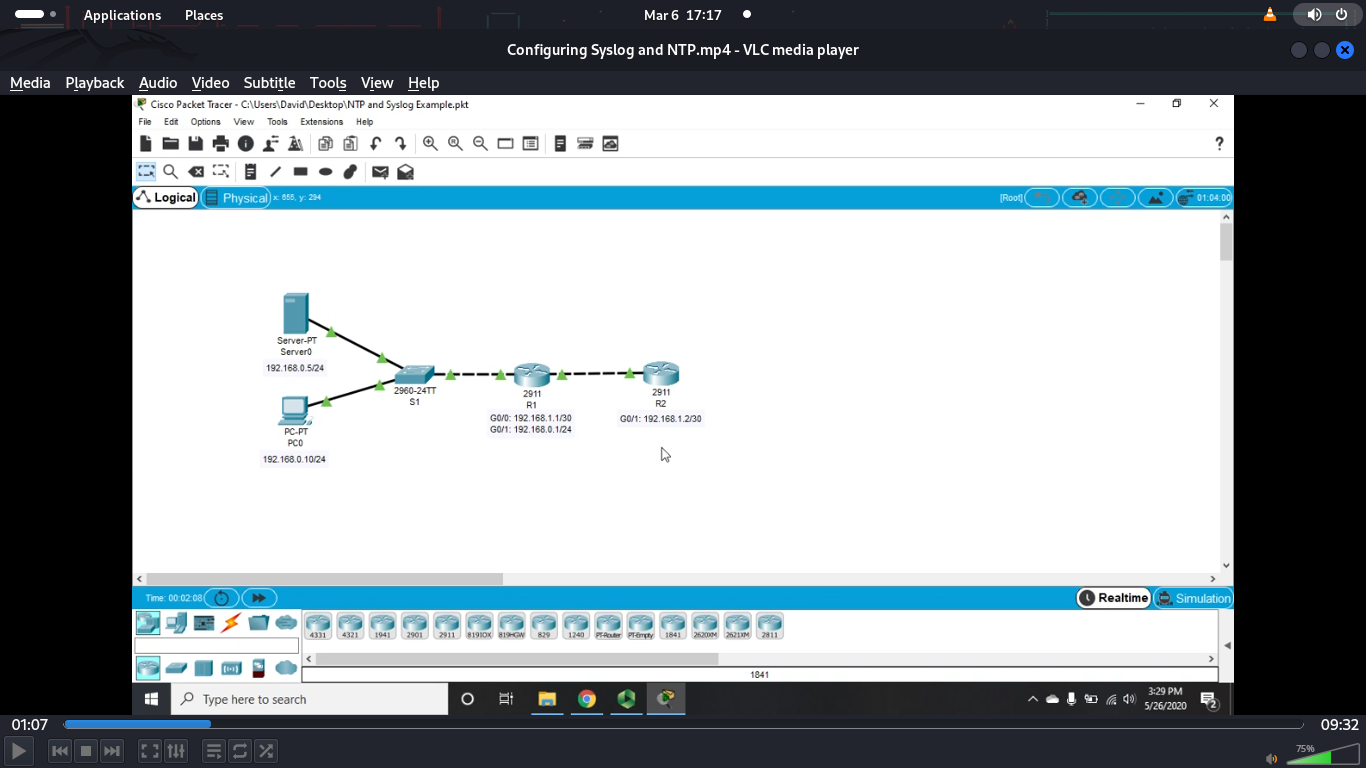 Applications Places Mar 6 17:17
Configuring Syslog and NTP.mp4 - VLC media player
Media Playback Audio Video Subtitle Tools View Help
Cisco Packet Tracer - C:\Users\David\Desktop\NTP and Syslog Example.pkt
File Edit Options View Tools Extensions Help
?
Logical Physical x: 655, y: 294 [Root] 01:04:00
Server-PT
Server0
192.168.0.5/24
2960-24TT
S1
2911
R1
G0/0: 192.168.1.1/30
G0/1: 192.168.0.1/24
2911
R2
G0/1: 192.168.1.2/30
PC-PT
PC0
192.168.0.10/24
Time: 00:02:08 Realtime Simulation
4331 4321 1941 2901 2911 819IOX 819HGW 829 1240 PT-Router PT-Empty 1841 2620XM 2621XM 2811
1841
Type here to search 3:29 PM
5/26/2020 2
01:07 09:32
75%